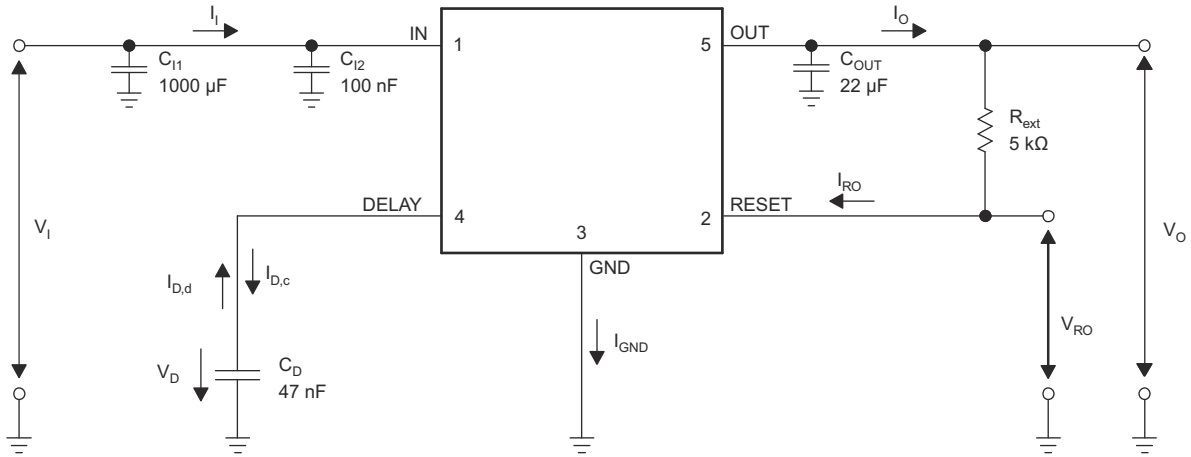 I_I
I_O
IN
1
5
OUT
C_I1
1000 µF
C_I2
100 nF
C_OUT
22 µF
R_ext
5 kΩ
I_RO
DELAY
4
2
RESET
3
GND
V_I
V_O
I_D,d
I_D,c
V_RO
I_GND
V_D
C_D
47 nF